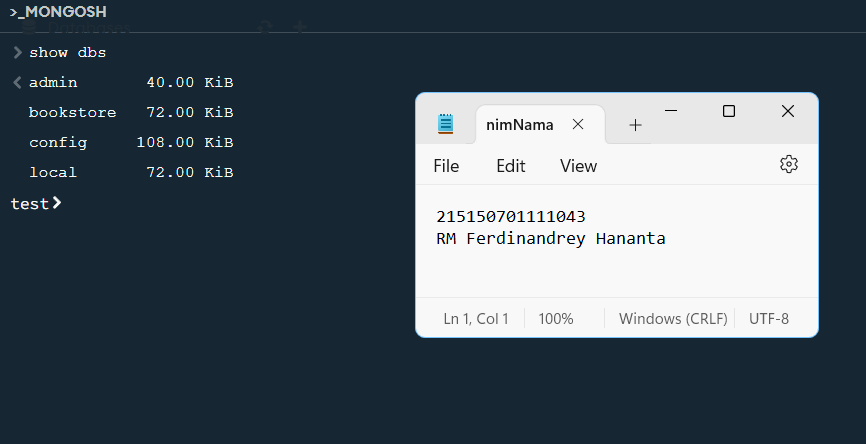 >_MONGOSH
> show dbs
< admin 40.00 KiB
bookstore 72.00 KiB
config 108.00 KiB
local 72.00 KiB
test>
nimNama
File Edit View
215150701111043
RM Ferdinandrey Hananta
Ln 1, Col 1 100% Windows (CRLF) UTF-8